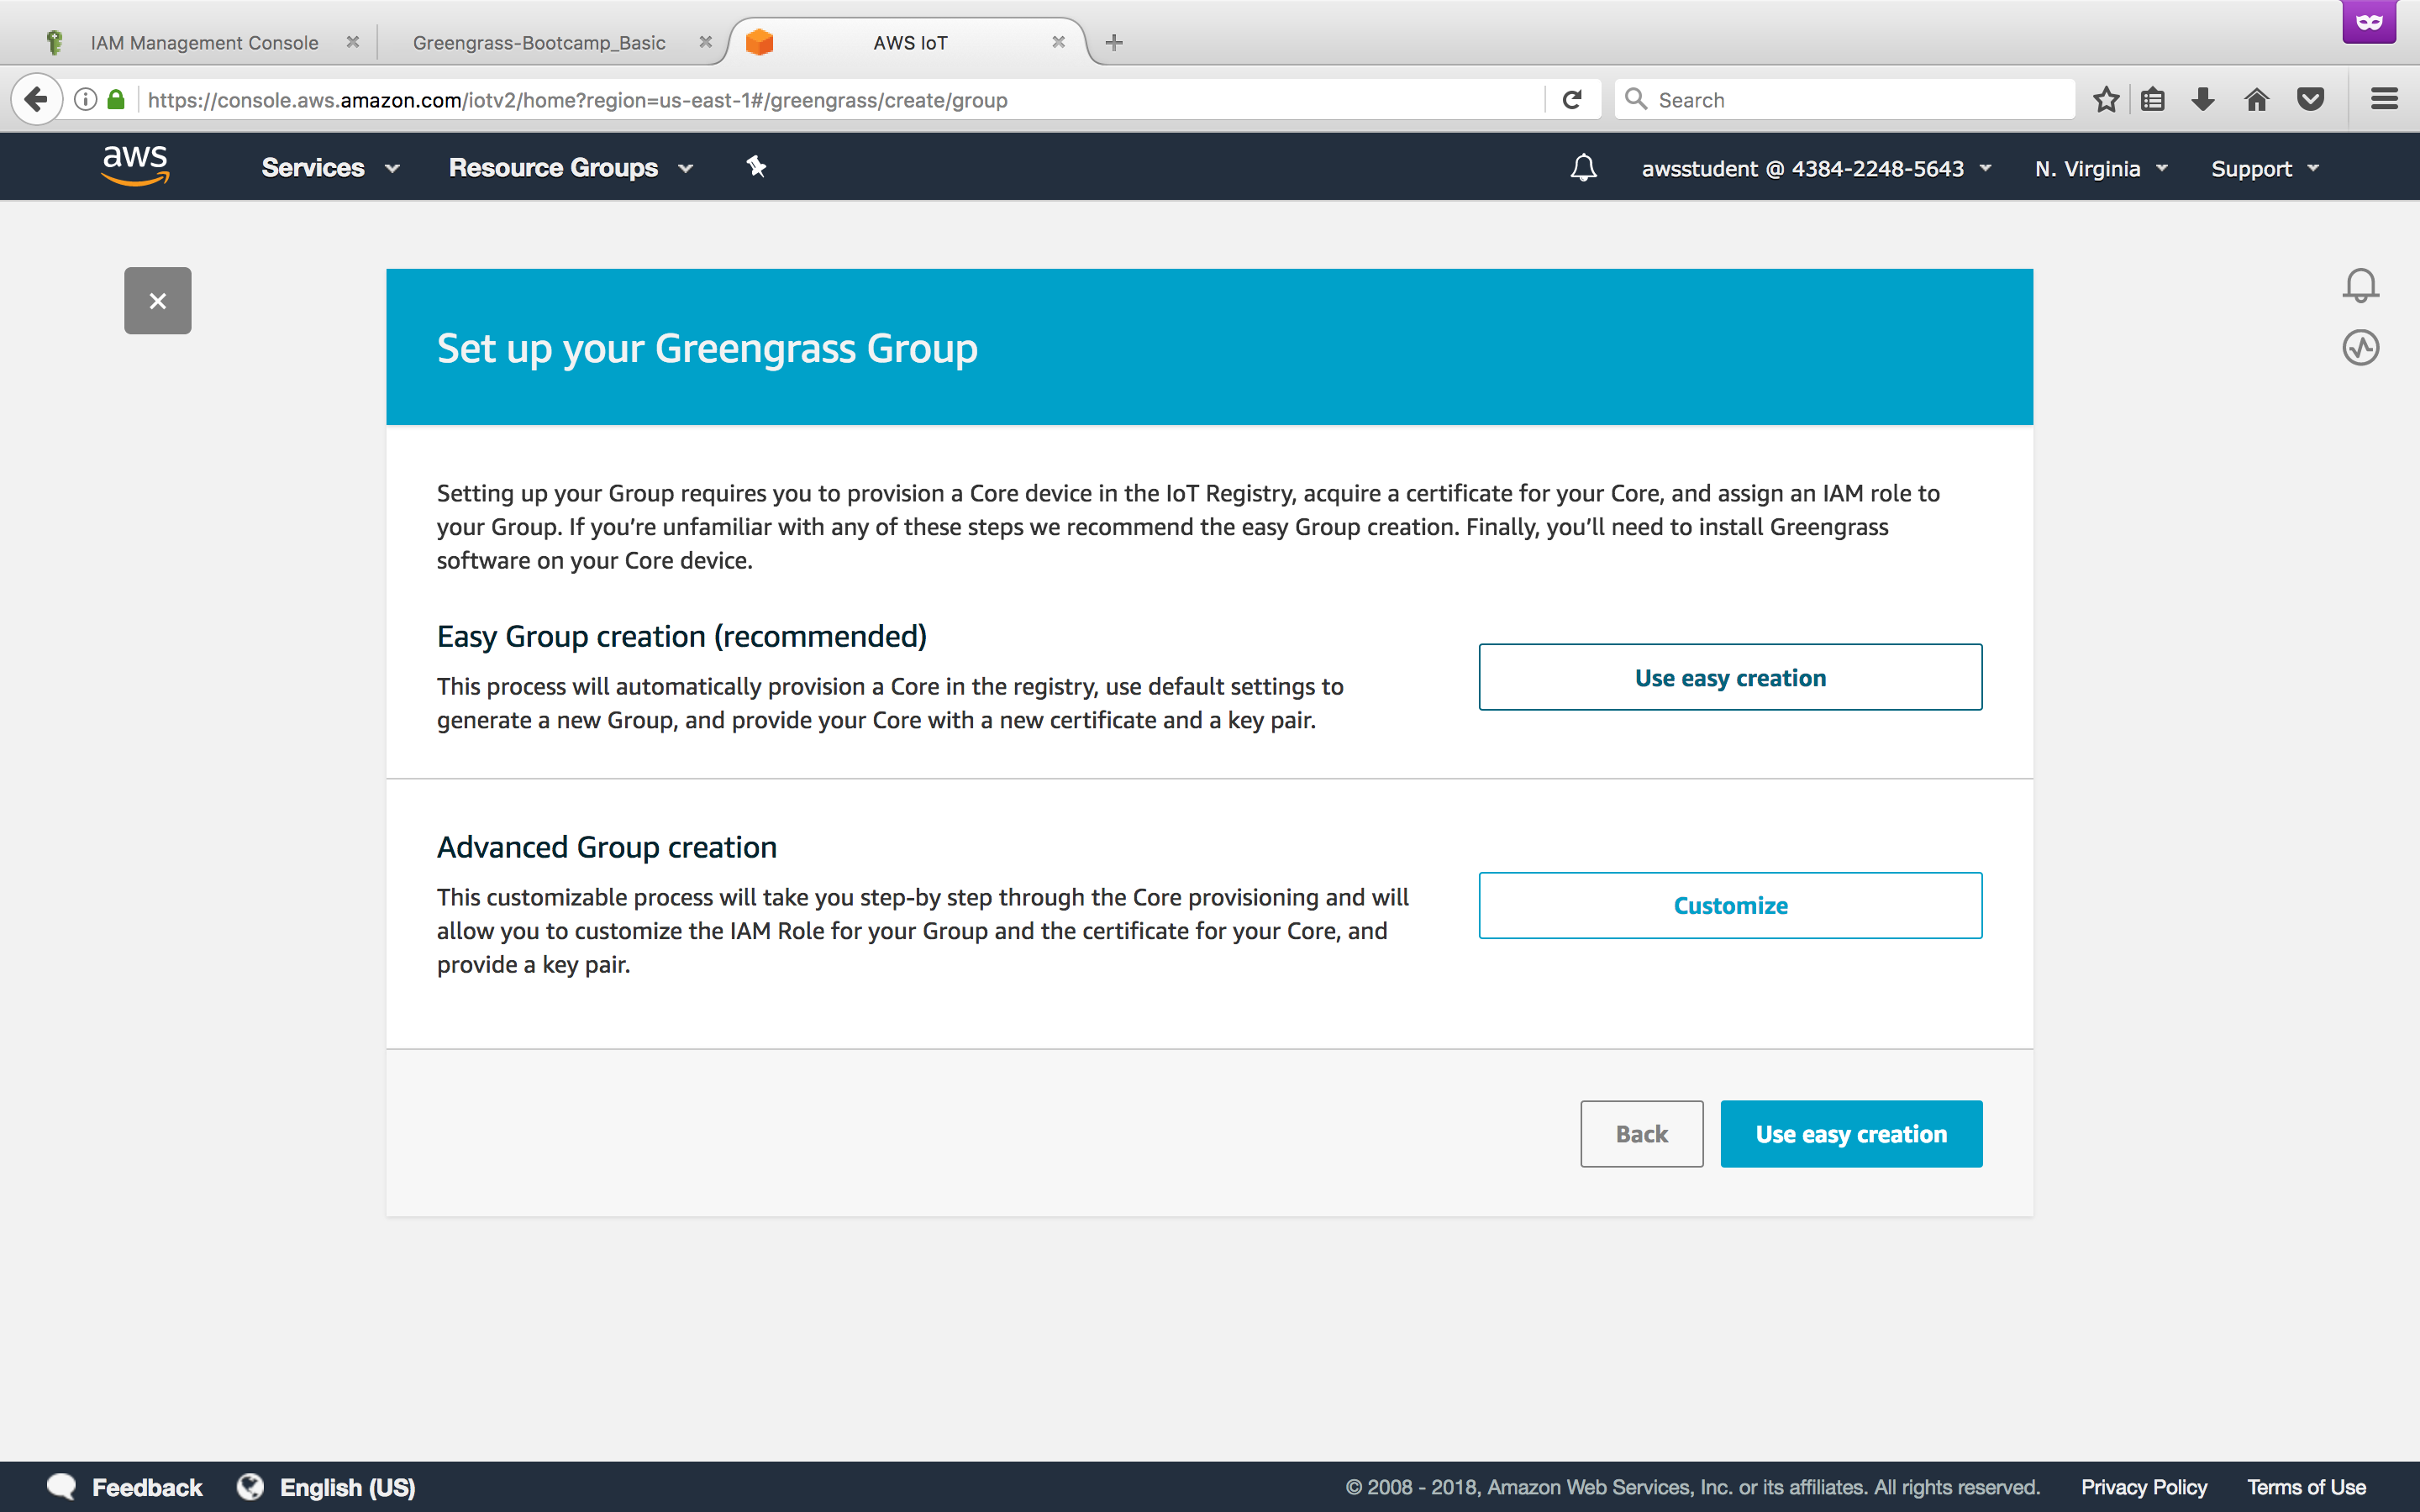 IAM Management Console
Greengrass-Bootcamp_Basic
AWS IoT
https://console.aws.amazon.com/iotv2/home?region=us-east-1#/greengrass/create/group
Search
aws
Services
Resource Groups
awsstudent @ 4384-2248-5643
N. Virginia
Support
Set up your Greengrass Group
Setting up your Group requires you to provision a Core device in the IoT Registry, acquire a certificate for your Core, and assign an IAM role to
your Group. If you’re unfamiliar with any of these steps we recommend the easy Group creation. Finally, you’ll need to install Greengrass
software on your Core device.
Easy Group creation (recommended)
This process will automatically provision a Core in the registry, use default settings to
generate a new Group, and provide your Core with a new certificate and a key pair.
Use easy creation
Advanced Group creation
This customizable process will take you step-by step through the Core provisioning and will
allow you to customize the IAM Role for your Group and the certificate for your Core, and
provide a key pair.
Customize
Back
Use easy creation
Feedback
English (US)
© 2008 - 2018, Amazon Web Services, Inc. or its affiliates. All rights reserved.
Privacy Policy
Terms of Use